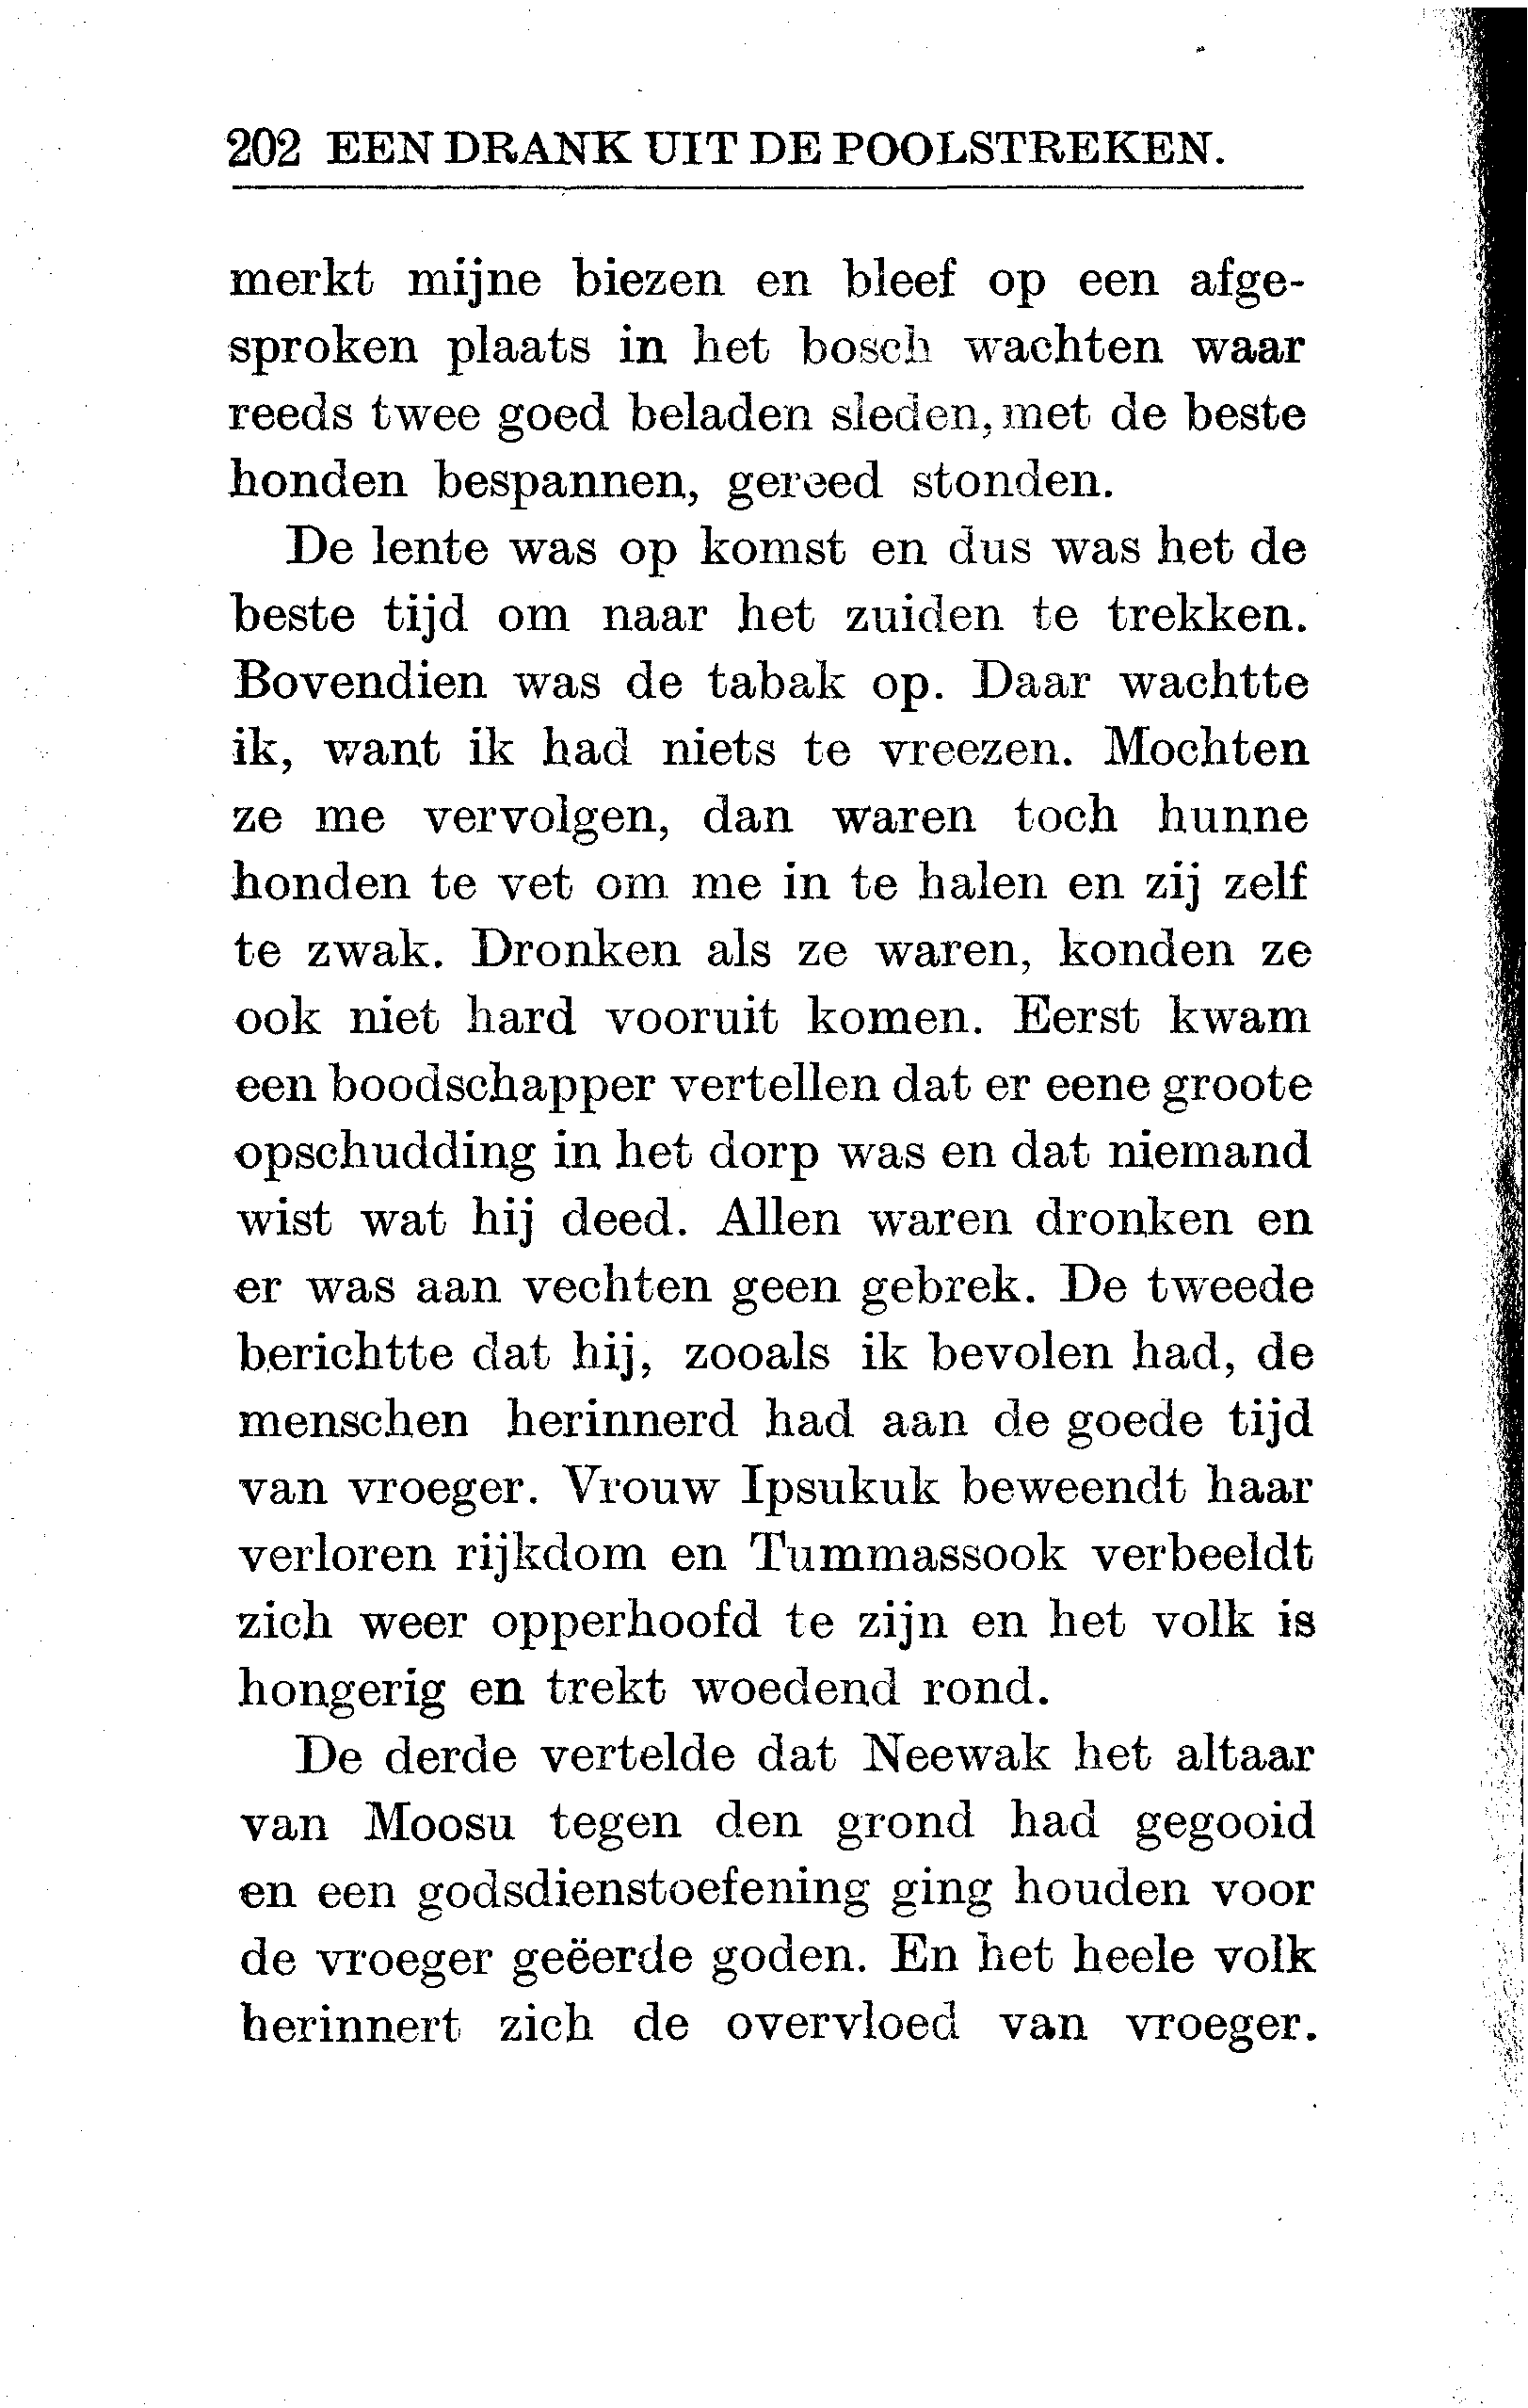 202 EEN DRANK UIT DE POOLSTREKEN.
merkt mijne biezen en bleef op een afge-
sproken plaats in het bosch wachten waar
reeds twee goed beladen sleden, met de beste
honden bespannen, gereed stonden.
De lente was op komst en dus was het de
beste tijd om naar het zuiden te trekken.
Bovendien was de tabak op. Daar wachtte
ik, want ik had niets te vreezen. Mochten
ze me vervolgen, dan waren toch hunne
honden te vet om me in te halen en zij zelf
te zwak. Dronken als ze waren, konden ze
ook niet hard vooruit komen. Eerst kwam
een boodschapper vertellen dat er eene groote
opschudding in het dorp was en dat niemand
wist wat hij deed. Allen waren dronken en
er was aan vechten geen gebrek. De tweede
berichtte dat hij, zooals ik bevolen had, de
menschen herinnerd had aan de goede tijd
van vroeger. Vrouw Ipsukuk beweendt haar
verloren rijkdom en Tummassook verbeeldt
zich weer opperhoofd te zijn en het volk is
hongerig en trekt woedend rond.
De derde vertelde dat Neewak het altaar
van Moosu tegen den grond had gegooid
en een godsdienstoefening ging houden voor
de vroeger geëerde goden. En het heele volk
herinnert zich de overvloed van vroeger.